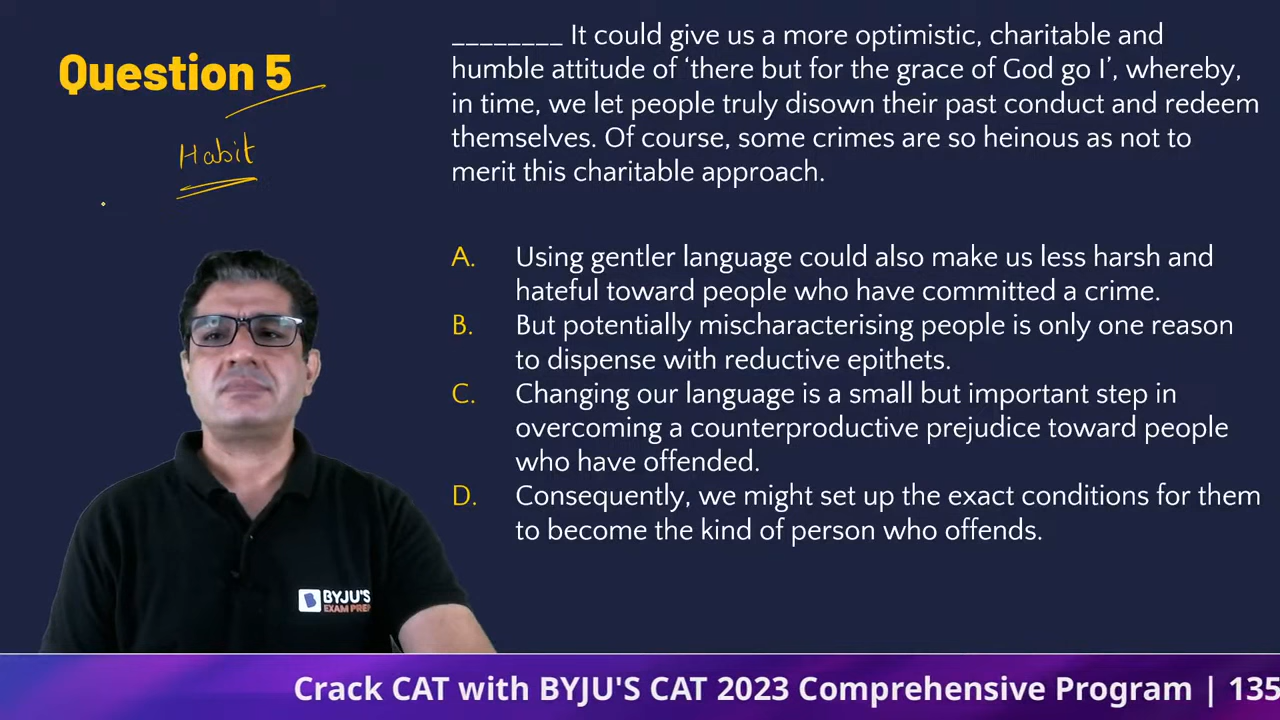 Question 5
Habit
________ It could give us a more optimistic, charitable and
humble attitude of ‘there but for the grace of God go I’, whereby,
in time, we let people truly disown their past conduct and redeem
themselves. Of course, some crimes are so heinous as not to
merit this charitable approach.
A. Using gentler language could also make us less harsh and
hateful toward people who have committed a crime.
B. But potentially mischaracterising people is only one reason
to dispense with reductive epithets.
C. Changing our language is a small but important step in
overcoming a counterproductive prejudice toward people
who have offended.
D. Consequently, we might set up the exact conditions for them
to become the kind of person who offends.
BYJU'S
EXAM PREP
Crack CAT with BYJU'S CAT 2023 Comprehensive Program | 135